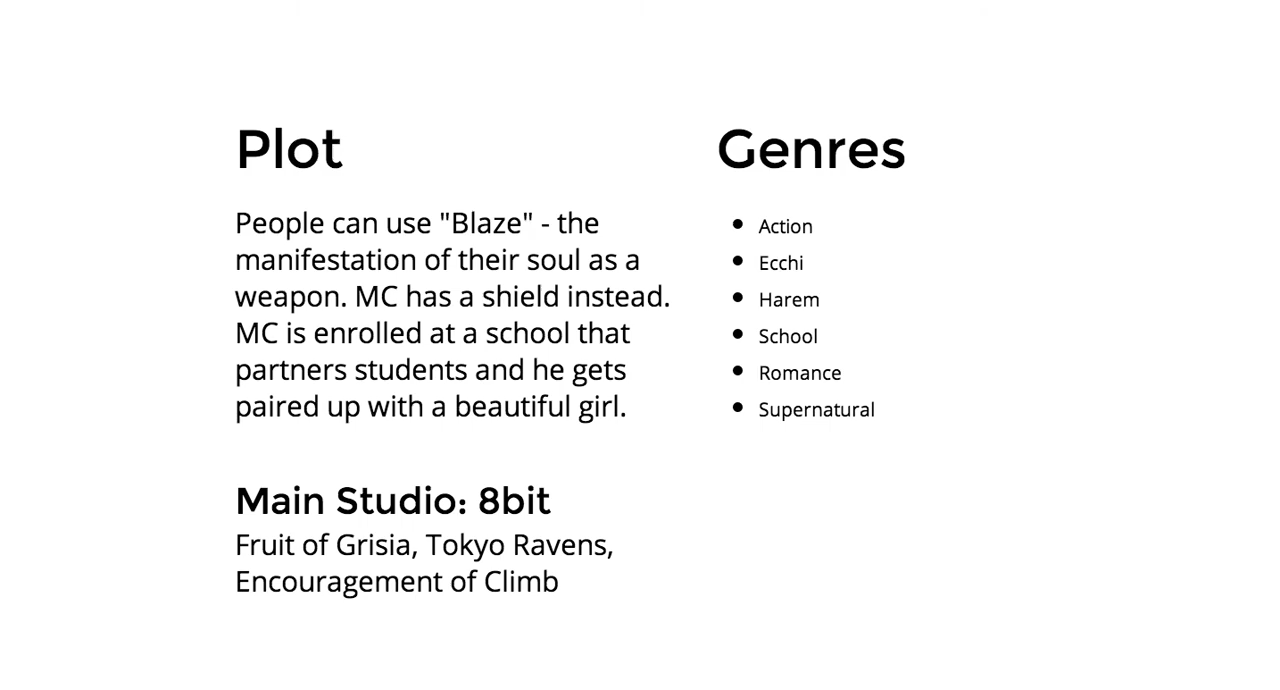 Plot
People can use "Blaze" - the
manifestation of their soul as a
weapon. MC has a shield instead.
MC is enrolled at a school that
partners students and he gets
paired up with a beautiful girl.
Main Studio: 8bit
Fruit of Grisia, Tokyo Ravens,
Encouragement of Climb
Genres
Action
Ecchi
Harem
School
Romance
Supernatural